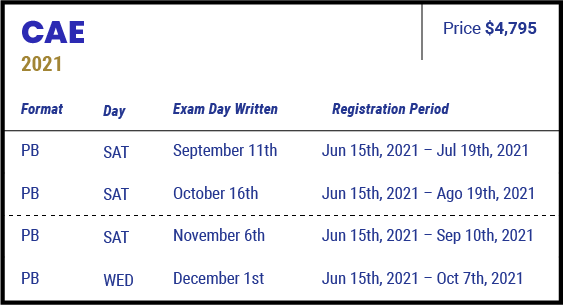 CAE
Price $4,795
2021
Format Day Exam Day Written Registration Period
PB SAT September 11th Jun 15th, 2021 – Jul 19th, 2021
PB SAT October 16th Jun 15th, 2021 – Ago 19th, 2021
PB SAT November 6th Jun 15th, 2021 – Sep 10th, 2021
PB WED December 1st Jun 15th, 2021 – Oct 7th, 2021